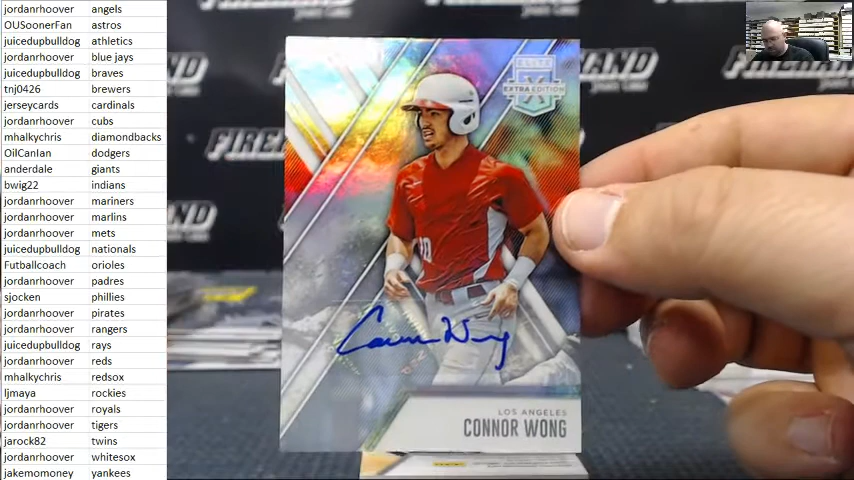 jordanrhoover angels
OUSoonerFan astros
juicedupbulldog athletics
jordanrhoover blue jays
juicedupbulldog braves
tnj0426 brewers
jerseycards cardinals
jordanrhoover cubs
mhalkychris diamondbacks
OilCanIan dodgers
anderdale giants
bwig22 indians
jordanrhoover mariners
jordanrhoover marlins
jordanrhoover mets
juicedupbulldog nationals
Futballcoach orioles
jordanrhoover padres
sjocken phillies
jordanrhoover pirates
jordanrhoover rangers
juicedupbulldog rays
jordanrhoover reds
mhalkychris redsox
ljmaya rockies
jordanrhoover royals
jordanrhoover tigers
jarock82 twins
jordanrhoover whitesox
jakemomoney yankees
FIREHAND
ELITE
EXTRA EDITION
Connor Wong
LOS ANGELES
CONNOR WONG